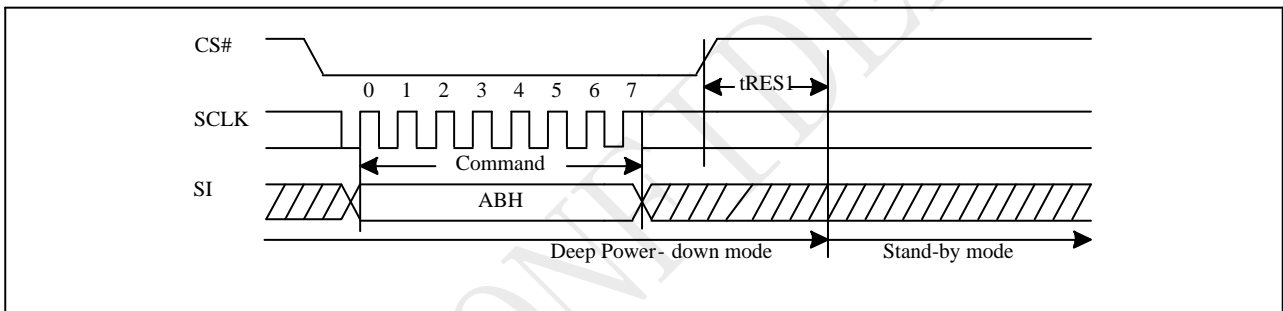 CS#
tRES1
0 1 2 3 4 5 6 7
SCLK
Command
SI
ABH
Deep Power- down mode Stand-by mode